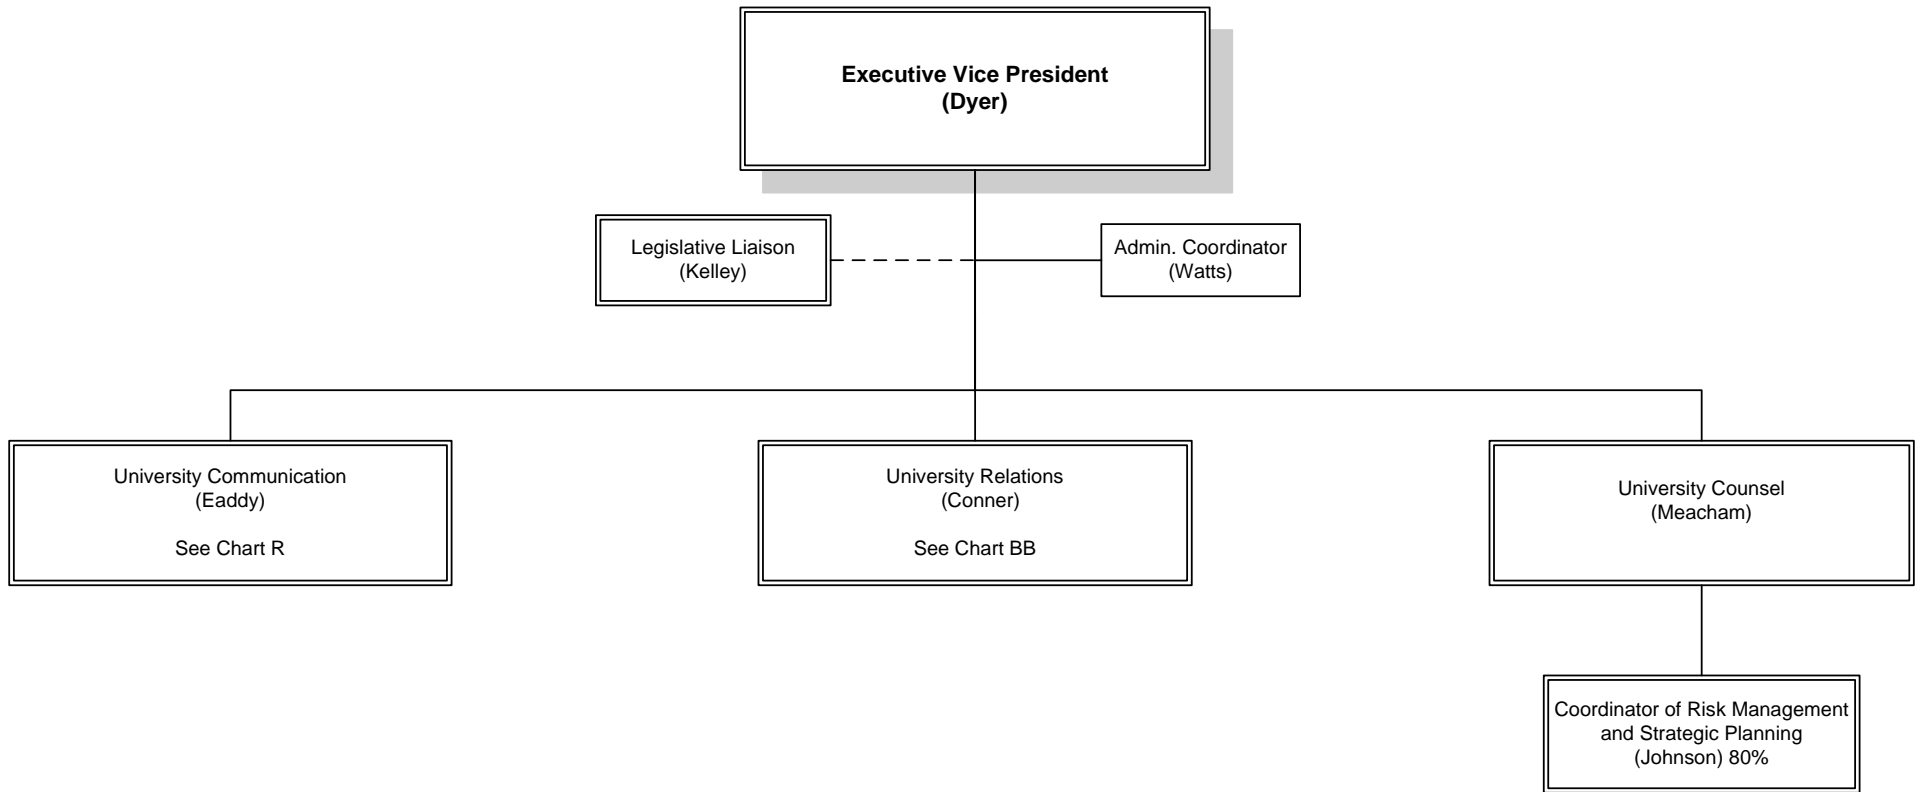 Executive Vice President
(Dyer)
Legislative Liaison
(Kelley)
Admin. Coordinator
(Watts)
University Communication
(Eaddy)
See Chart R
University Relations
(Conner)
See Chart BB
University Counsel
(Meacham)
Coordinator of Risk Management
and Strategic Planning
(Johnson) 80%